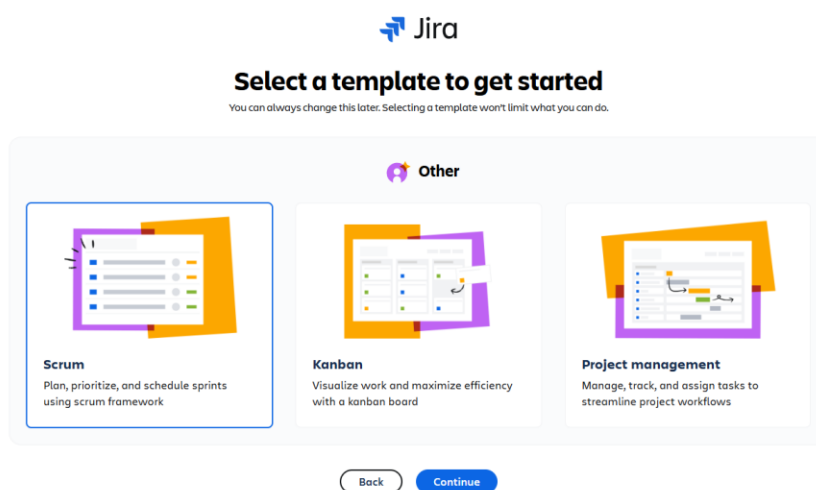 Jira
Select a template to get started
You can always change this later. Selecting a template won't limit what you can do.
Other
Scrum
Plan, prioritize, and schedule sprints
using scrum framework
Kanban
Visualize work and maximize efficiency
with a kanban board
Project management
Manage, track, and assign tasks to
streamline project workflows
Back
Continue